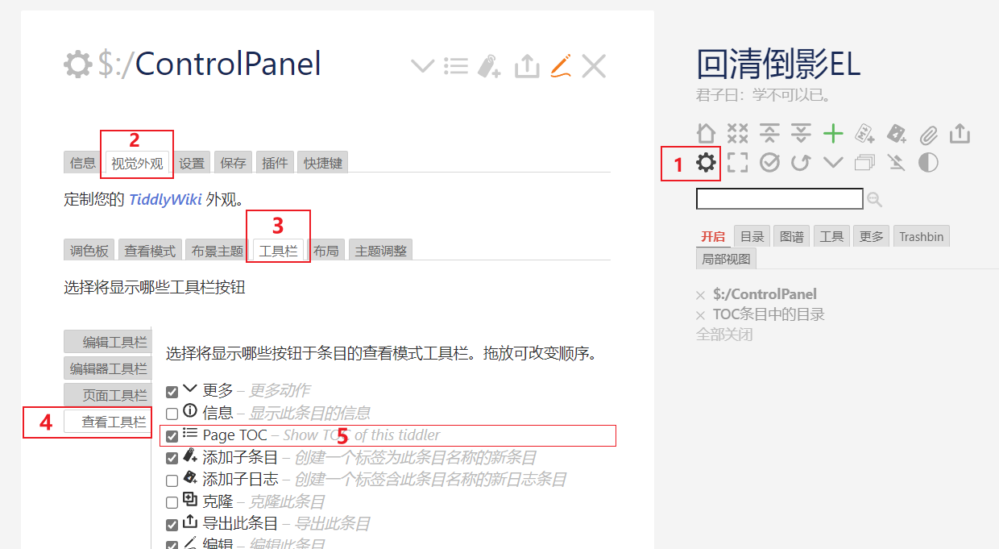 $:/ControlPanel
2
信息 视觉外观 设置 保存 插件 快捷键
定制您的 TiddlyWiki 外观。
3
调色板 查看模式 布景主题 工具栏 布局 主题调整
选择将显示哪些工具栏按钮
编辑工具栏
编辑器工具栏
页面工具栏
4 查看工具栏
选择将显示哪些按钮于条目的查看模式工具栏。拖放可改变顺序。
更多 – 更多动作
信息 – 显示此条目的信息
Page TOC – Show TOC of this tiddler
5
添加子条目 – 创建一个标签为此条目名称的新条目
添加子日志 – 创建一个标签含此条目名称的新日志条目
克隆 – 克隆此条目
导出此条目 – 导出此条目
编辑 – 编辑此条目
回清倒影EL
君子曰：学不可以已。
1
开启 目录 图谱 工具 更多 Trashbin
局部视图
× $:/ControlPanel
× TOC条目中的目录
全部关闭